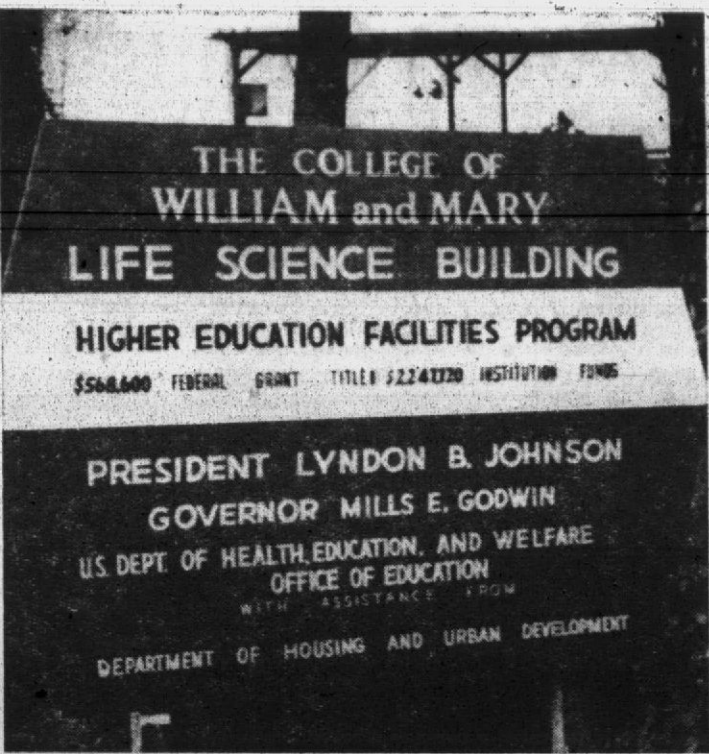 THE COLLEGE OF
WILLIAM and MARY
LIFE SCIENCE BUILDING
HIGHER EDUCATION FACILITIES PROGRAM
$568,600 FEDERAL GRANT TITLE INSTITUTION FUNDS
PRESIDENT LYNDON B. JOHNSON
GOVERNOR MILLS E. GODWIN
U.S. DEPT. OF HEALTH, EDUCATION, AND WELFARE
OFFICE OF EDUCATION
WITH ASSISTANCE FROM
DEPARTMENT OF HOUSING AND URBAN DEVELOPMENT